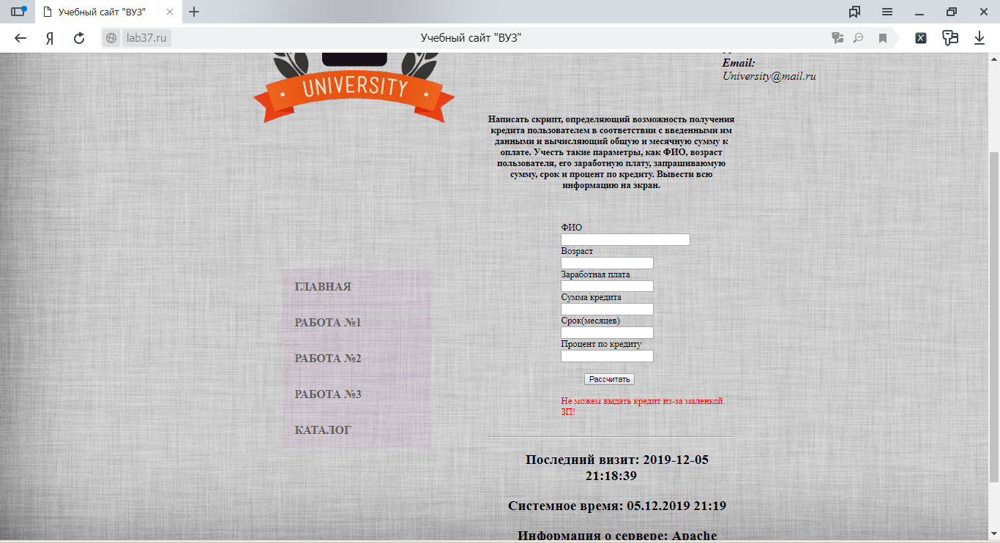 Учебный сайт "ВУЗ"
Я
lab37.ru
Учебный сайт "ВУЗ"
UNIVERSITY
Email:
University@mail.ru
Написать скрипт, определяющий возможность получения
кредита пользователем в соответствии с введенными им
данными и вычисляющий общую и месячную сумму к
оплате. Учесть такие параметры, как ФИО, возраст
пользователя, его заработную плату, запрашиваюмую
сумму, срок и процент по кредиту. Вывести всю
информацию на экран.
ГЛАВНАЯ
РАБОТА №1
РАБОТА №2
РАБОТА №3
КАТАЛОГ
ФИО
Возраст
Заработная плата
Сумма кредита
Срок(месяцев)
Процент по кредиту
Рассчитать
Не можем выдать кредит из-за маленкой
ЗП!
Последний визит: 2019-12-05
21:18:39
Системное время: 05.12.2019 21:19
Информация о сервере: Apache